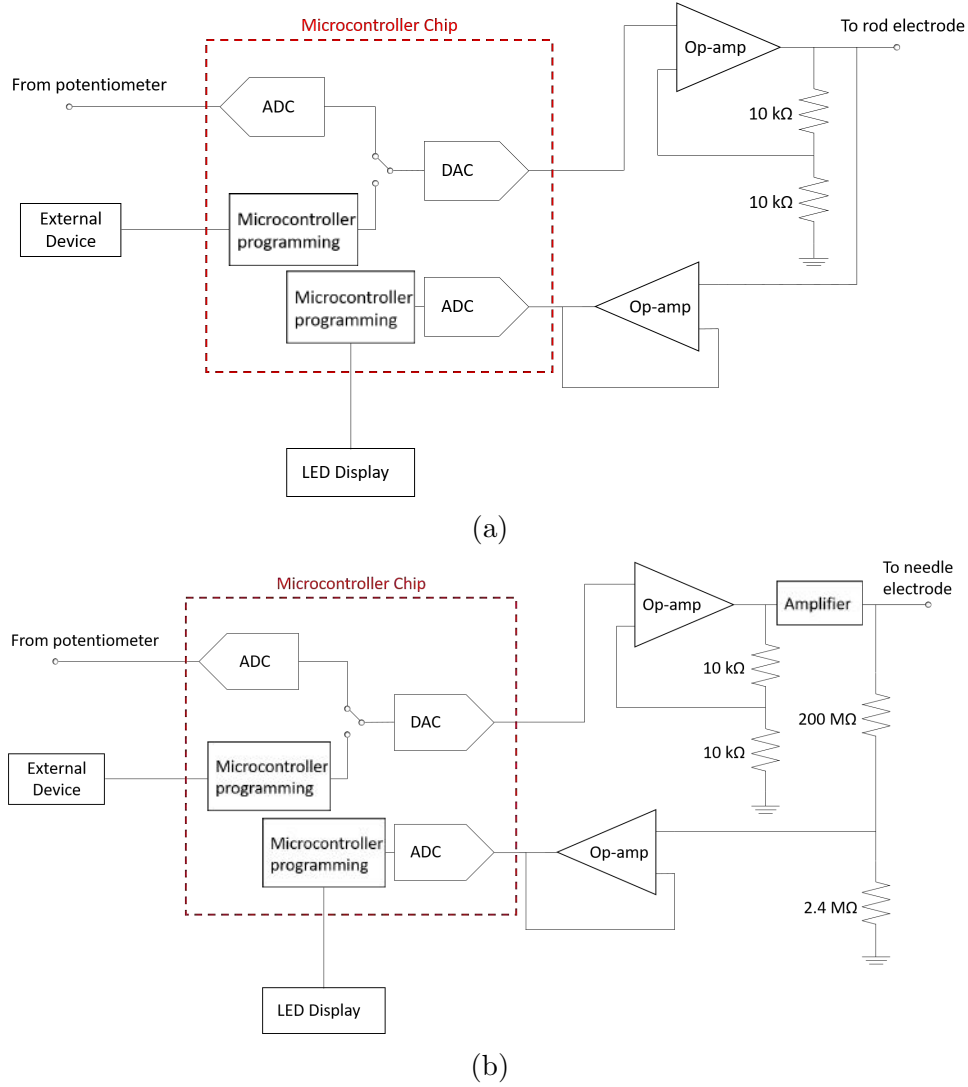 Microcontroller Chip
To rod electrode
Op-amp
From potentiometer
ADC
10 kΩ
DAC
10 kΩ
External
Device
Microcontroller
programming
Microcontroller
programming
ADC
Op-amp
LED Display
(a)
Microcontroller Chip
To needle
electrode
Op-amp
Amplifier
From potentiometer
ADC
10 kΩ
DAC
200 MΩ
10 kΩ
External
Device
Microcontroller
programming
Microcontroller
programming
ADC
Op-amp
2.4 MΩ
LED Display
(b)